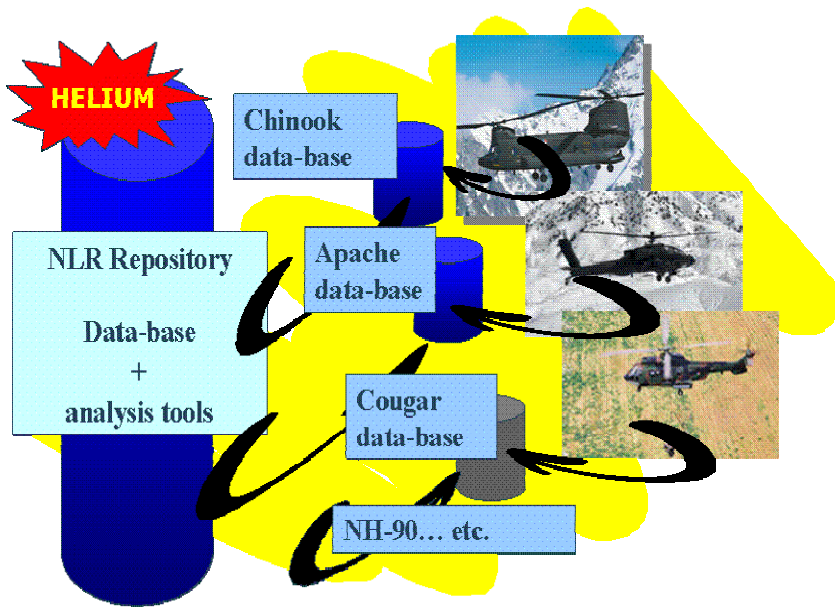 HELIUM
Chinook
data-base
NLR Repository
Data-base
+
analysis tools
Apache
data-base
Cougar
data-base
NH-90... etc.